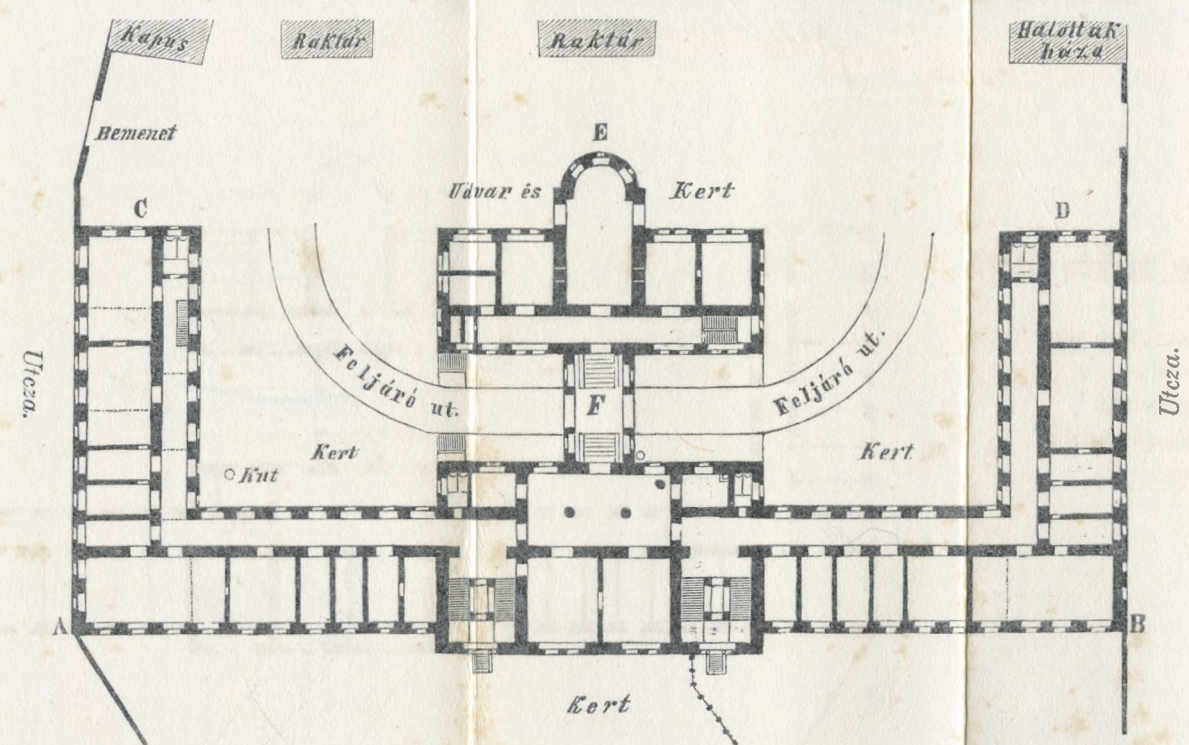 Kapus
Raktár
Raktár
Halottak
háza
Bemenet
E
Udvar és
Kert
C
D
Feljáró ut.
Feljáró ut.
Utcza.
Utcza.
F
Kert
Kut
Kert
A
B
Kert